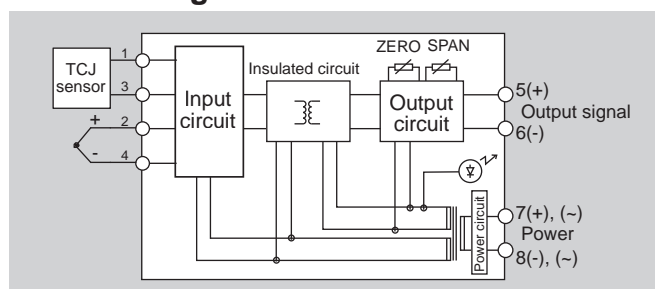 ZERO SPAN
1
TCJ
sensor
3
+
2
-
4
Input
circuit
Insulated circuit
Output
circuit
5(+)
Output signal
6(-)
Power circuit
7(+), (~)
Power
8(-), (~)